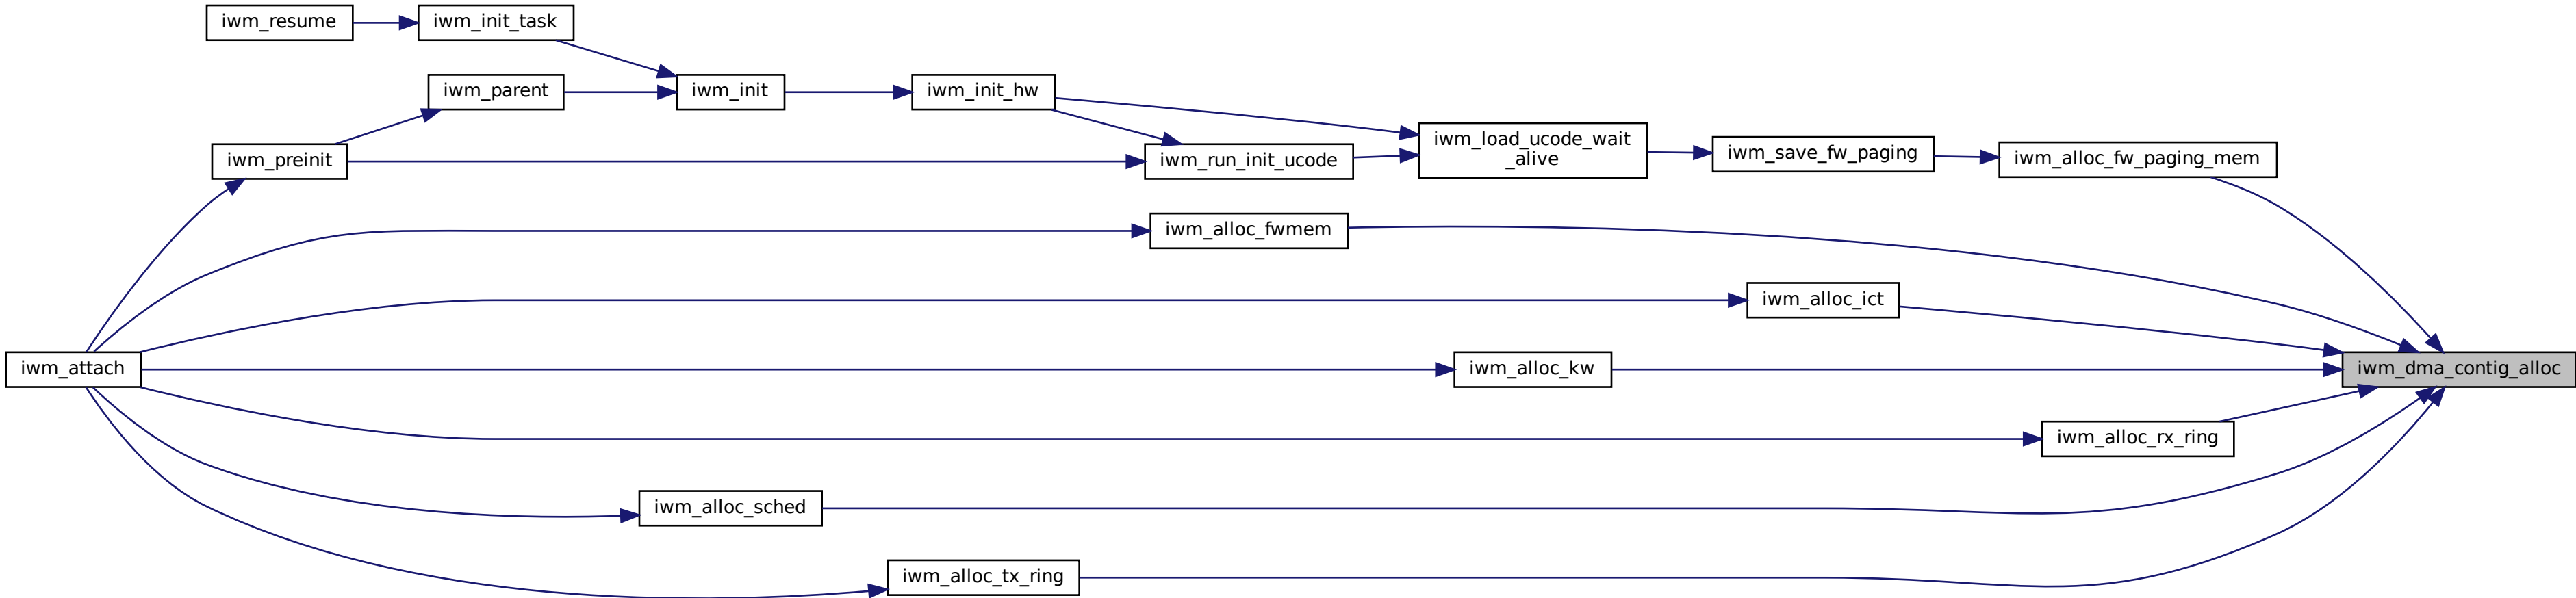 iwm_resume
iwm_init_task
iwm_parent
iwm_init
iwm_init_hw
iwm_load_ucode_wait
_alive
iwm_save_fw_paging
iwm_alloc_fw_paging_mem
iwm_preinit
iwm_run_init_ucode
iwm_alloc_fwmem
iwm_alloc_ict
iwm_attach
iwm_alloc_kw
iwm_dma_contig_alloc
iwm_alloc_rx_ring
iwm_alloc_sched
iwm_alloc_tx_ring